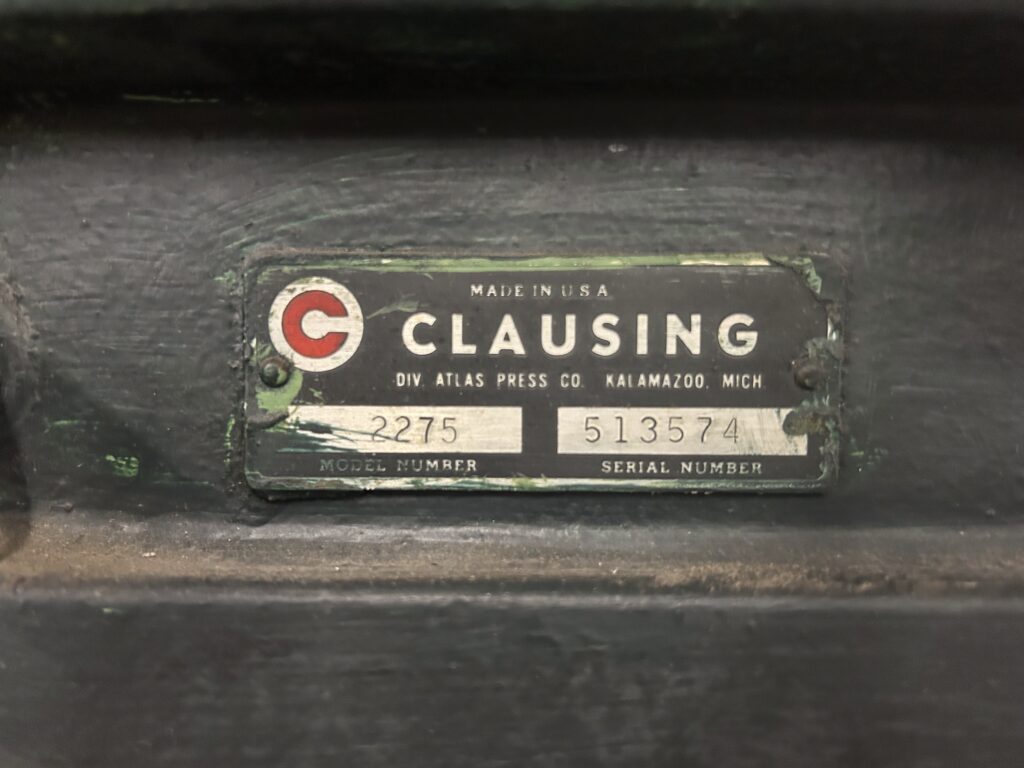 MADE IN U S A
C CLAUSING
DIV. ATLAS PRESS CO. KALAMAZOO, MICH
2275 513574
MODEL NUMBER SERIAL NUMBER